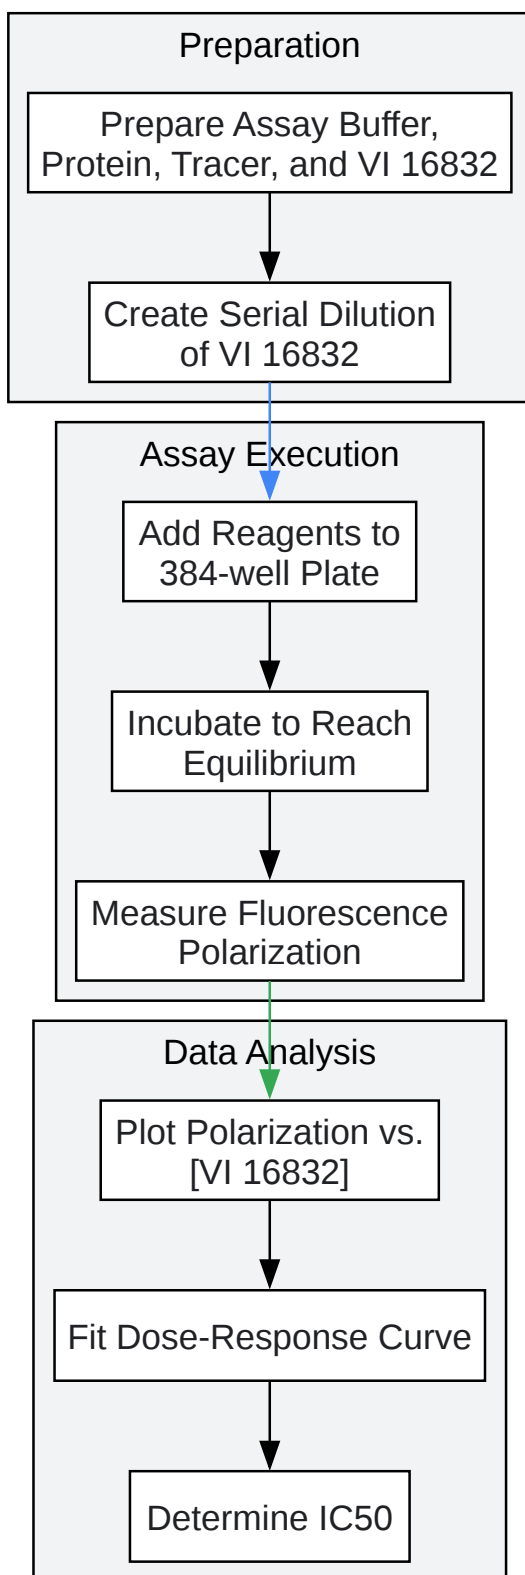 Preparation
Prepare Assay Buffer,
Protein, Tracer, and VI 16832
Create Serial Dilution
of VI 16832
Assay Execution
Add Reagents to
384-well Plate
Incubate to Reach
Equilibrium
Measure Fluorescence
Polarization
Data Analysis
Plot Polarization vs.
[VI 16832]
Fit Dose-Response Curve
Determine IC50